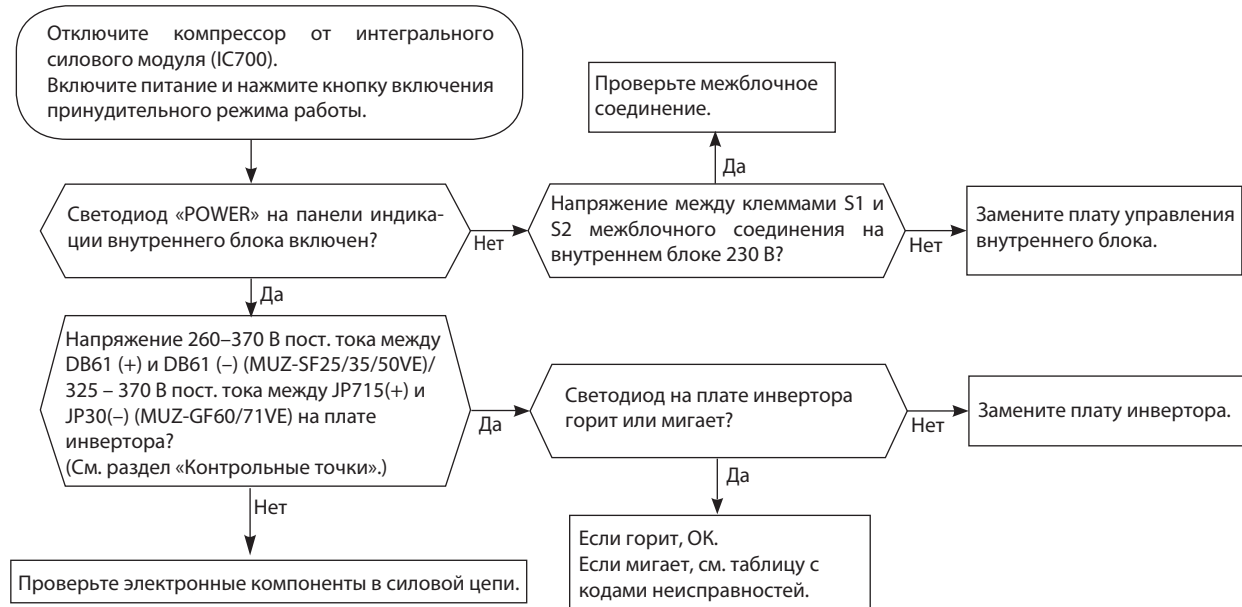 Отключите компрессор от интегрального
силового модуля (IC700).
Включите питание и нажмите кнопку включения
принудительного режима работы.
Проверьте межблочное
соединение.
Да
Светодиод «POWER» на панели индика-
ции внутреннего блока включен?
Нет
Напряжение между клеммами S1 и
S2 межблочного соединения на
внутреннем блоке 230 В?
Нет
Замените плату управления
внутреннего блока.
Да
Напряжение 260–370 В пост. тока между
DB61 (+) и DB61 (–) (MUZ-SF25/35/50VE)/
325 – 370 В пост. тока между JP715(+) и
JP30(–) (MUZ-GF60/71VE) на плате
инвертора?
(См. раздел «Контрольные точки».)
Да
Светодиод на плате инвертора
горит или мигает?
Нет
Замените плату инвертора.
Да
Нет
Если горит, OK.
Если мигает, см. таблицу с
кодами неисправностей.
Проверьте электронные компоненты в силовой цепи.